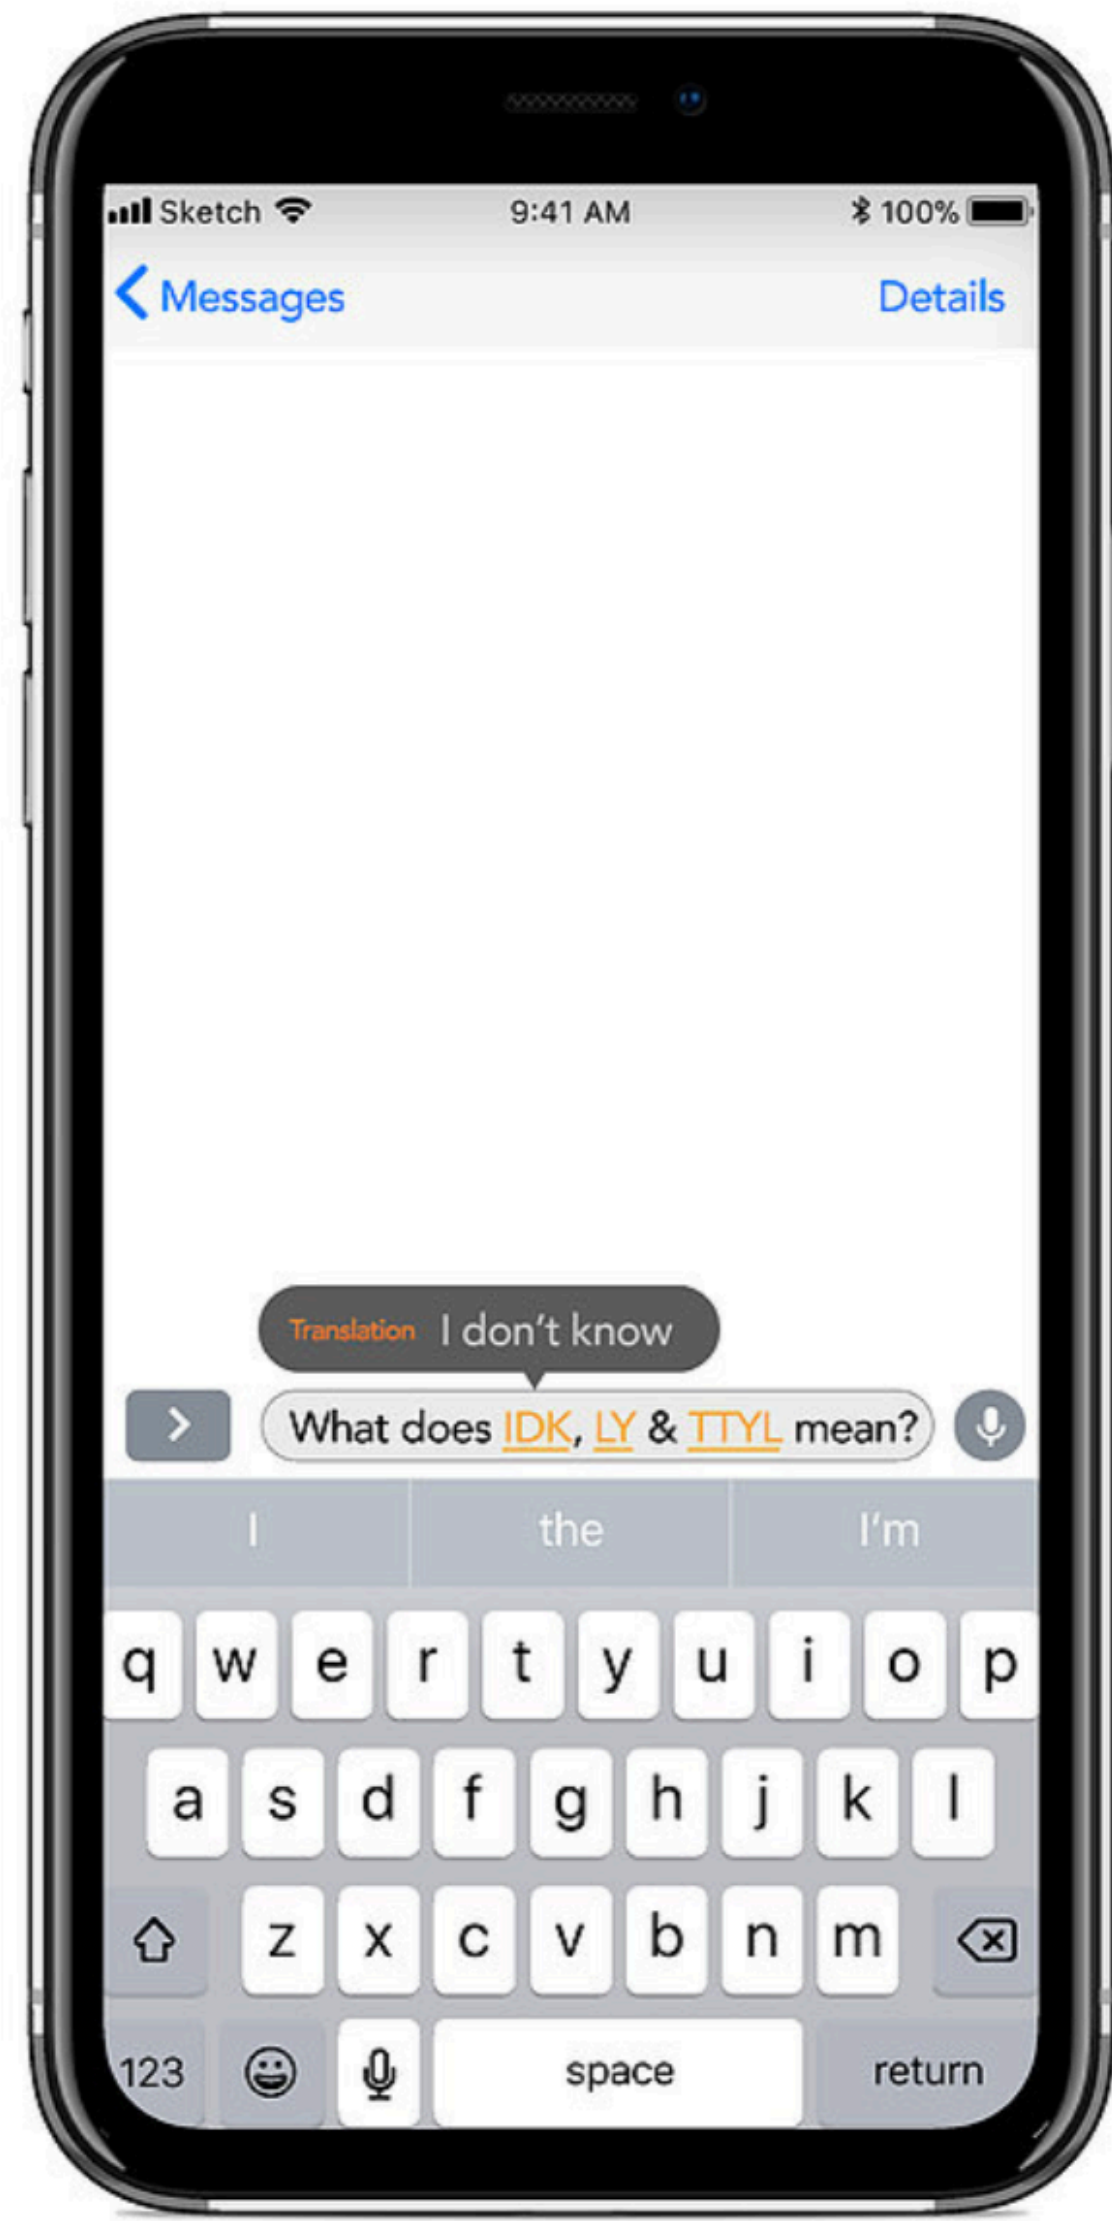 Sketch 9:41 AM 100%
Messages Details
Translation I don't know
What does IDK, LY & TTYL mean?
I the I'm
q w e r t y u i o p
a s d f g h j k l
z x c v b n m
123 space return